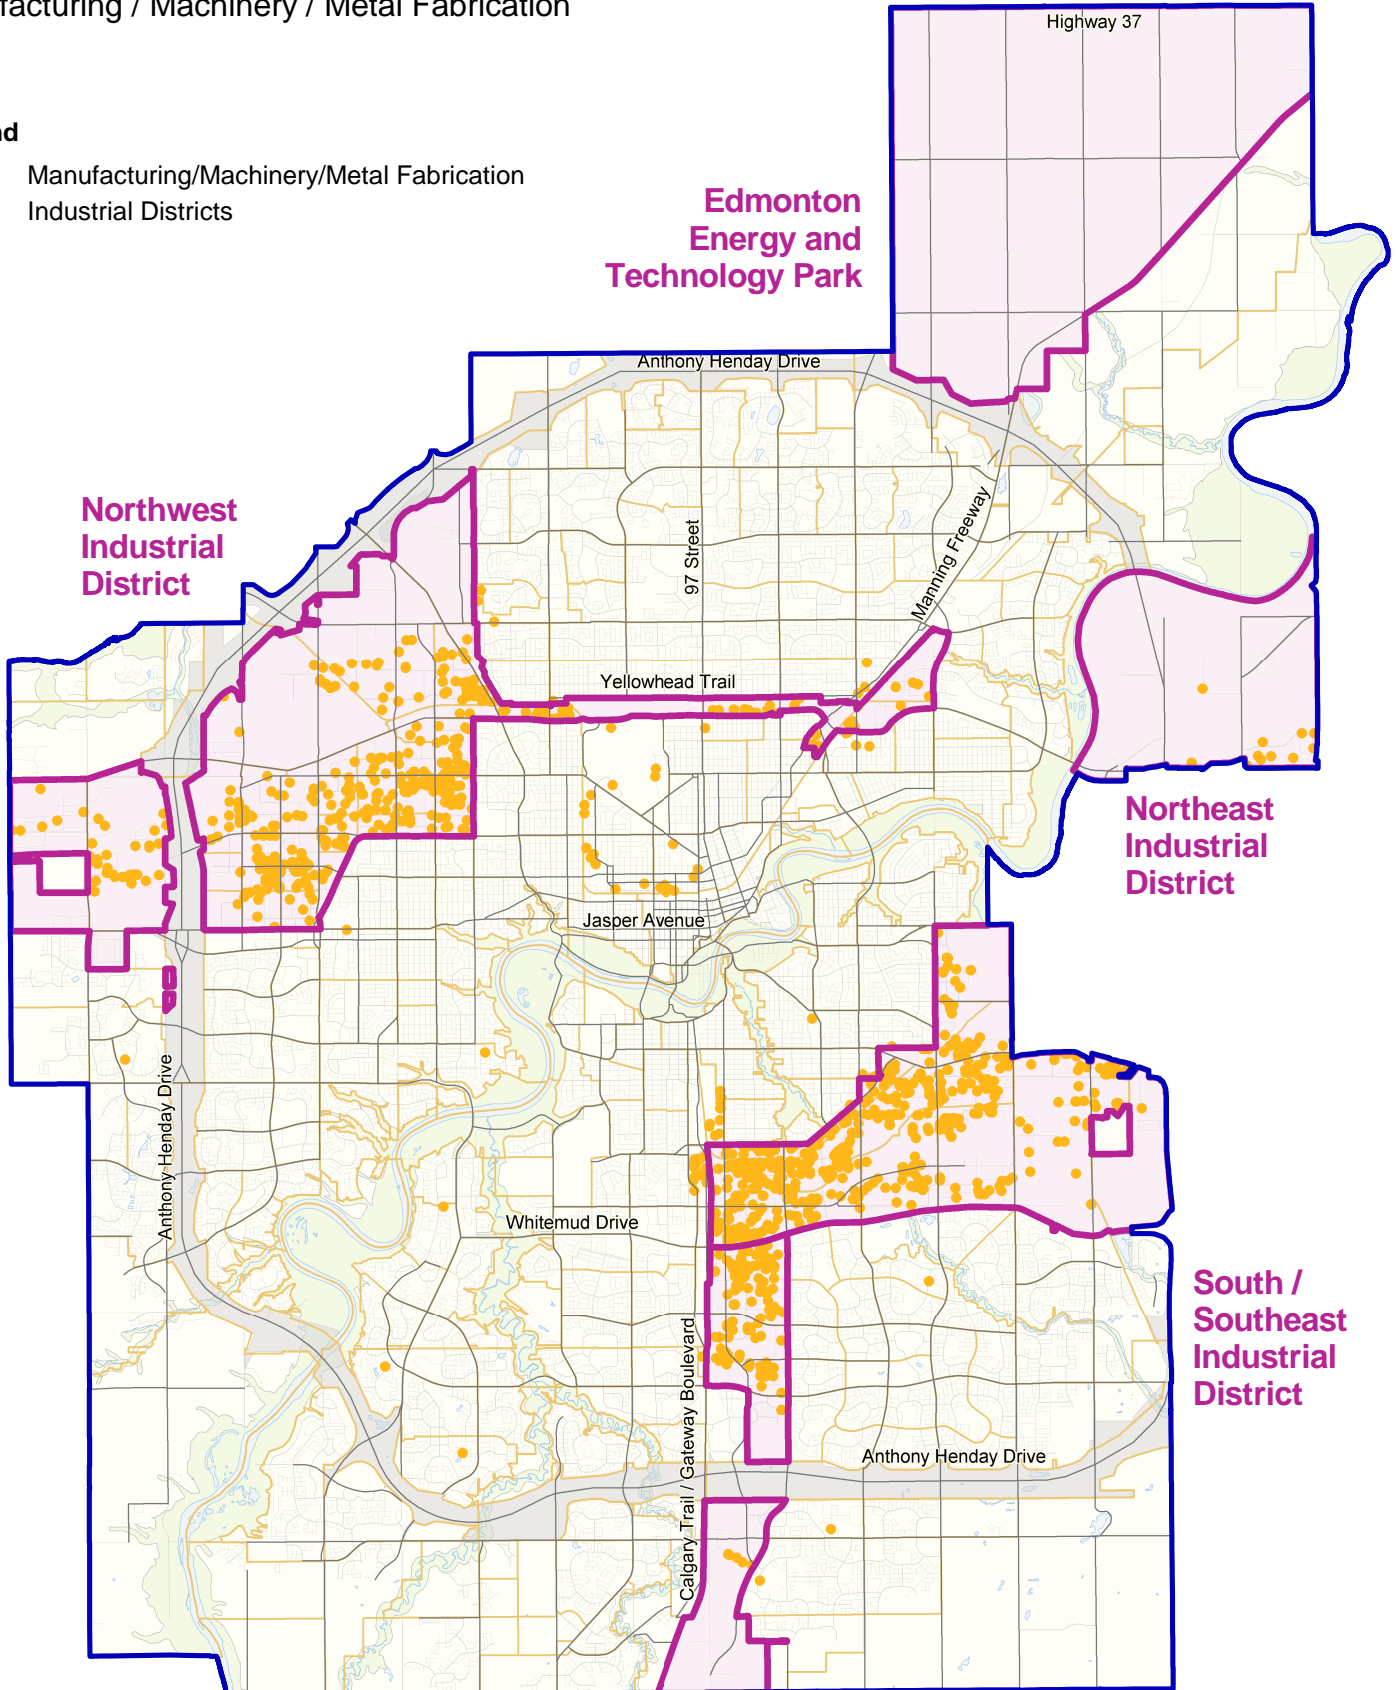 facturing / Machinery / Metal Fabrication
Highway 37
nd
Manufacturing/Machinery/Metal Fabrication
Industrial Districts
Edmonton
Energy and
Technology Park
Anthony Henday Drive
Northwest
Industrial
District
97 Street
Manning Freeway
Yellowhead Trail
Northeast
Industrial
District
Jasper Avenue
Anthony Henday Drive
Whitemud Drive
South /
Southeast
Industrial
District
Calgary Trail / Gateway Boulevard
Anthony Henday Drive